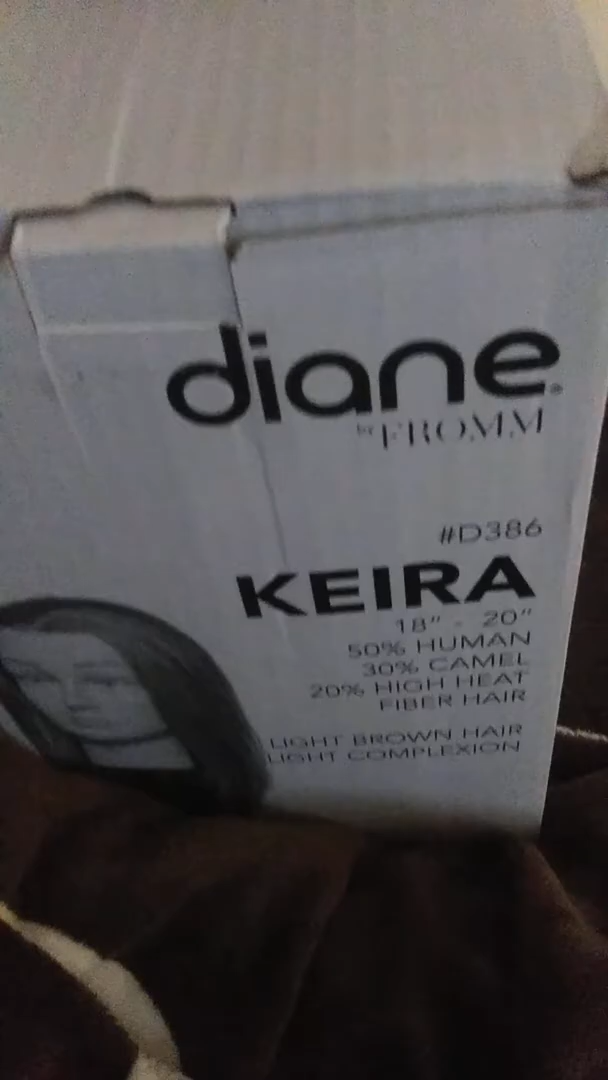 diane®
BY FROMM
#D386
KEIRA
18" - 20"
50% HUMAN
30% CAMEL
20% HIGH HEAT
FIBER HAIR
LIGHT BROWN HAIR
LIGHT COMPLEXION